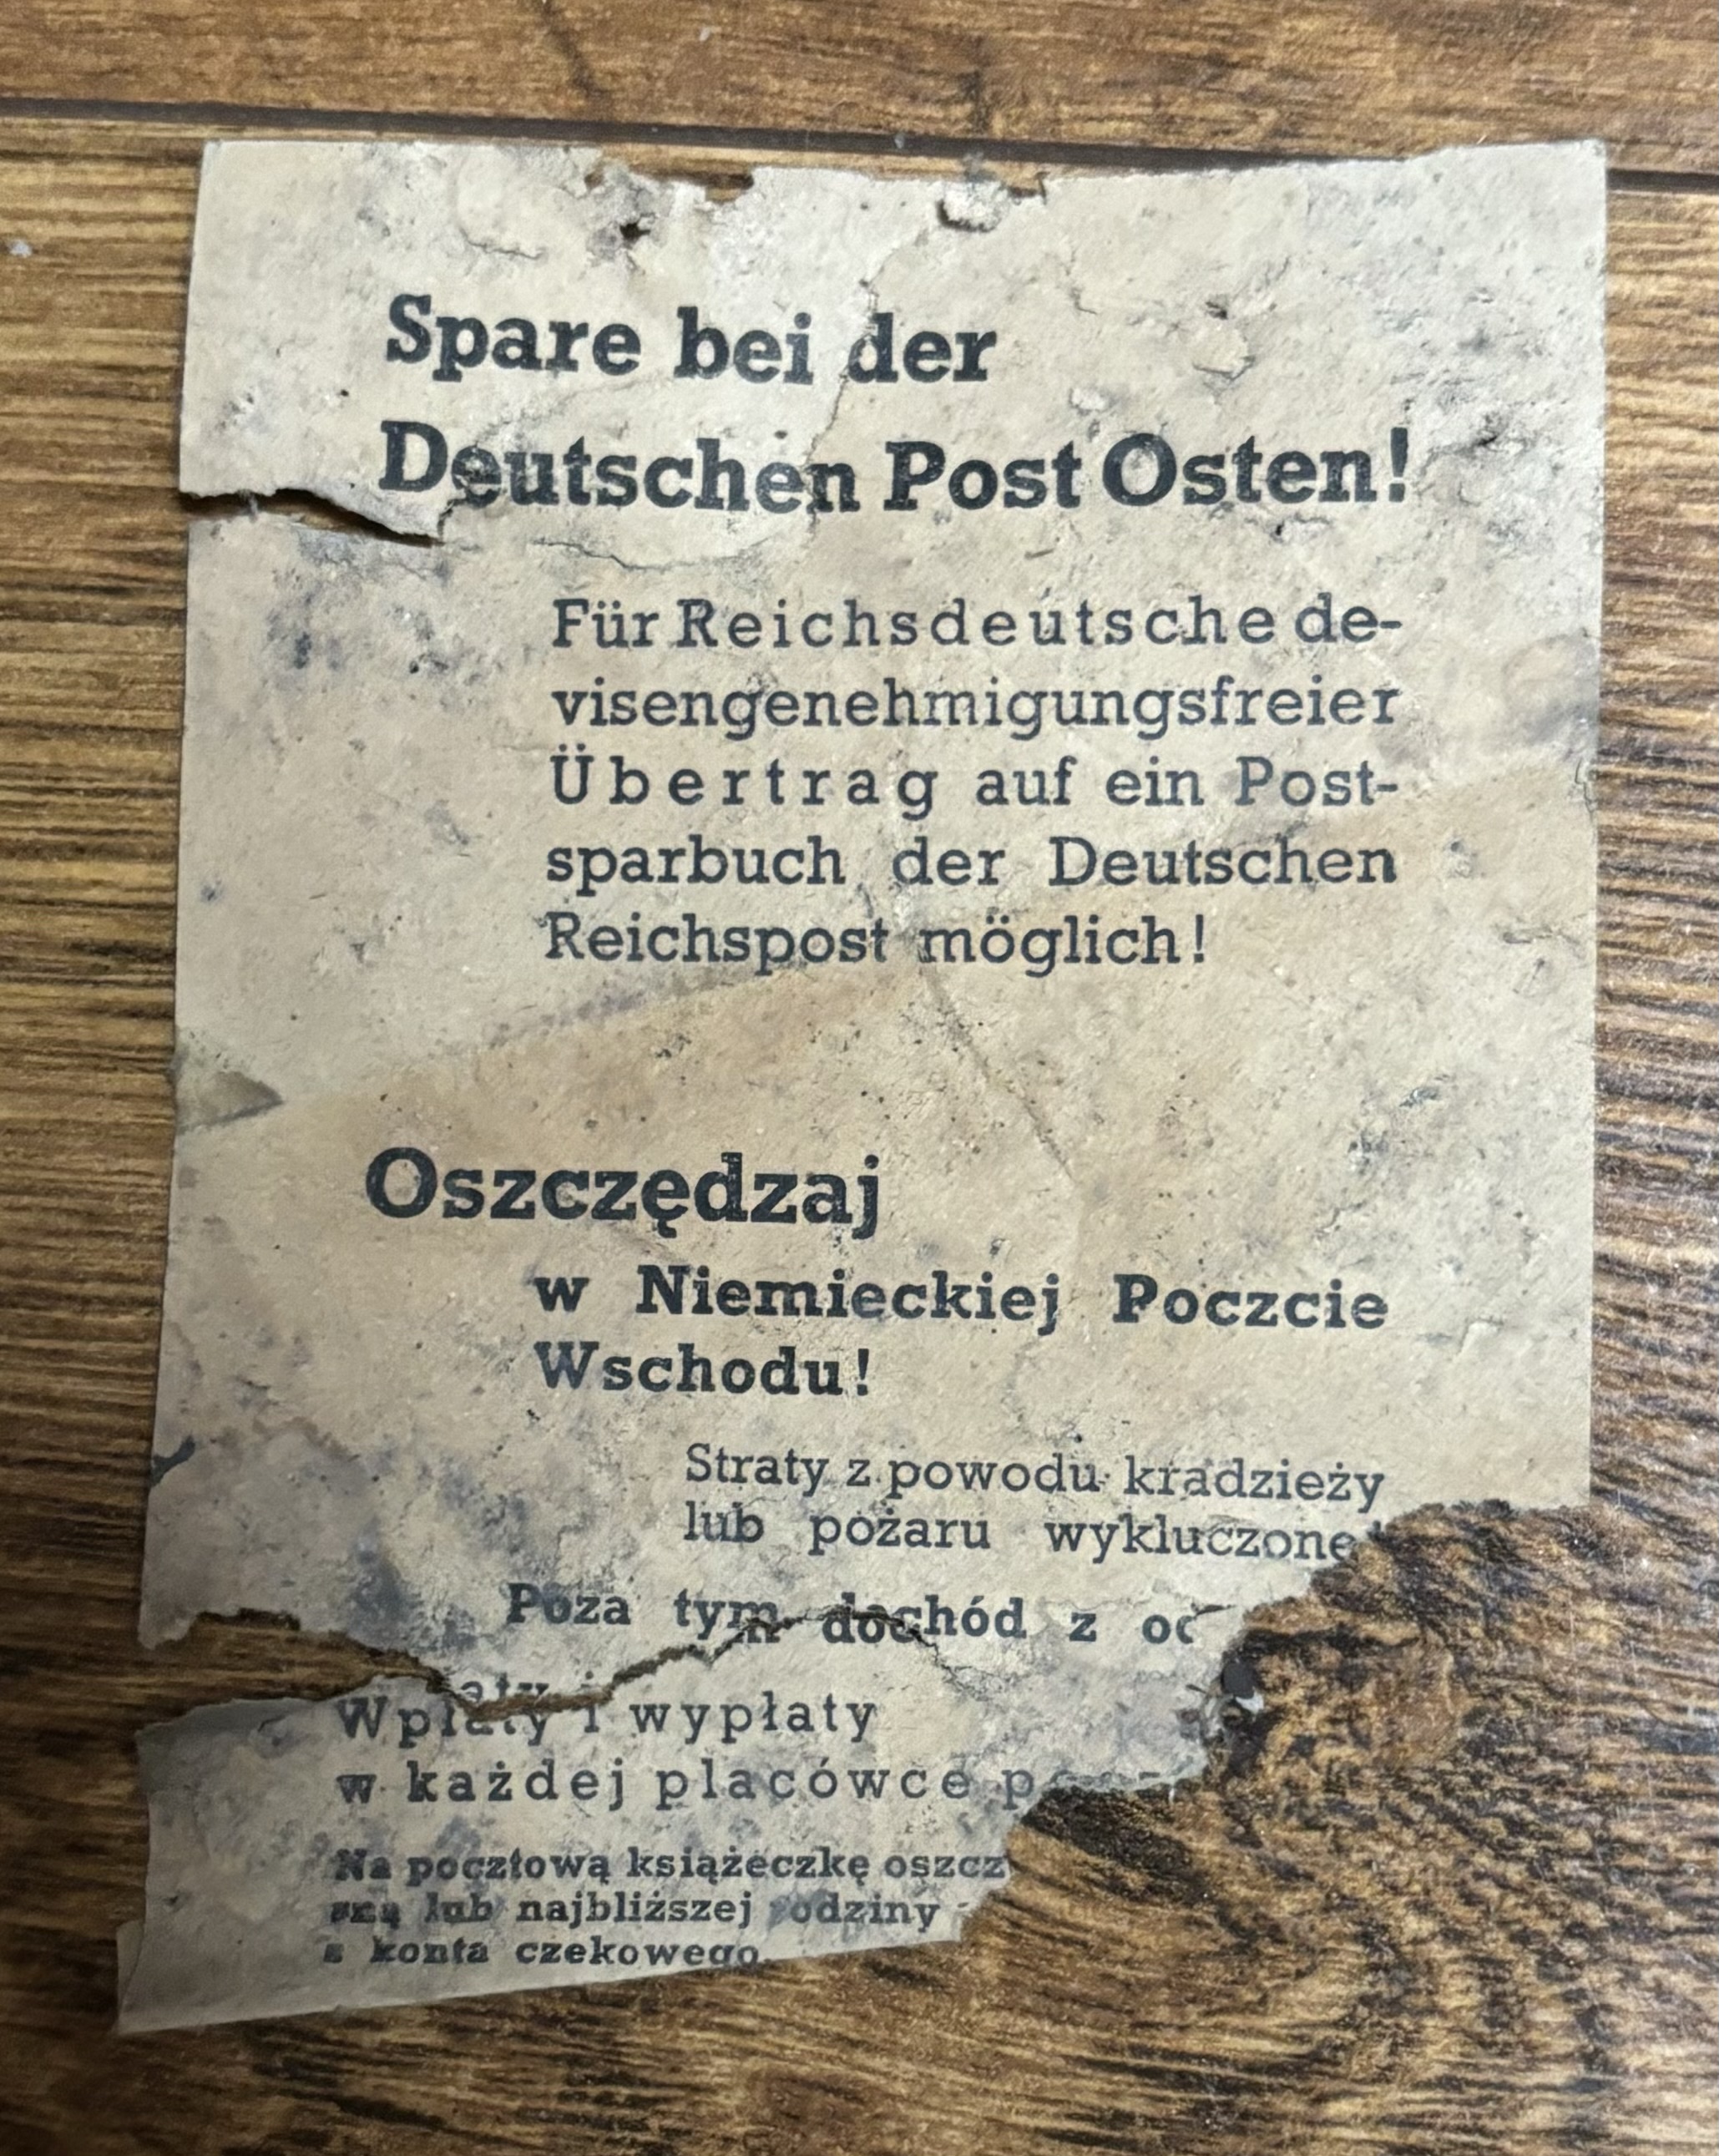 Spare bei der
Deutschen Post Osten!
Für Reichsdeutsche de-
visengenehmigungsfreier
Übertrag auf ein Post-
sparbuch der Deutschen
Reichspost möglich!
Oszczędzaj
w Niemieckiej Poczcie
Wschodu!
Straty z powodu kradzieży
lub pożaru wykluczone
Poza tym dochód z
Wpłaty i wypłaty
w każdej placówce
Na pocztową książeczkę oszcz
lub najbliższej rodziny
konta czekowego.